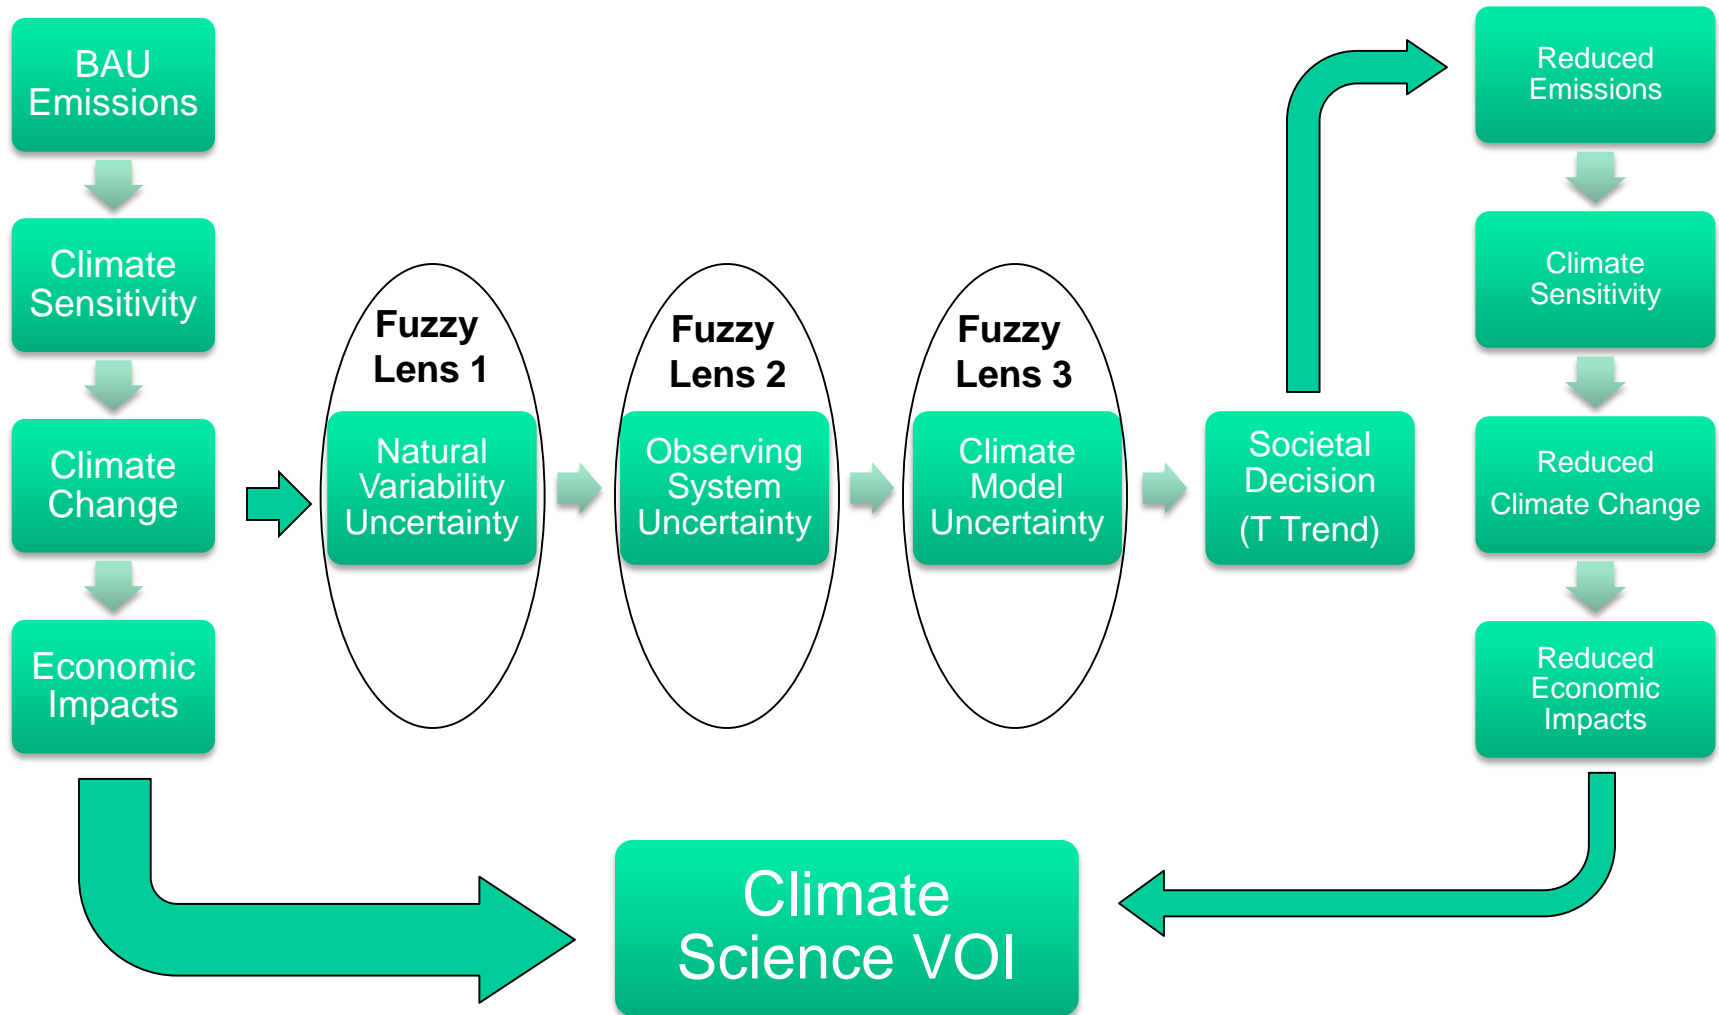 BAU
Emissions
Climate
Sensitivity
Climate
Change
Economic
Impacts
Fuzzy
Lens 1
Natural
Variability
Uncertainty
Fuzzy
Lens 2
Observing
System
Uncertainty
Fuzzy
Lens 3
Climate
Model
Uncertainty
Societal
Decision
(T Trend)
Reduced
Emissions
Climate
Sensitivity
Reduced
Climate Change
Reduced
Economic
Impacts
Climate
Science VOI